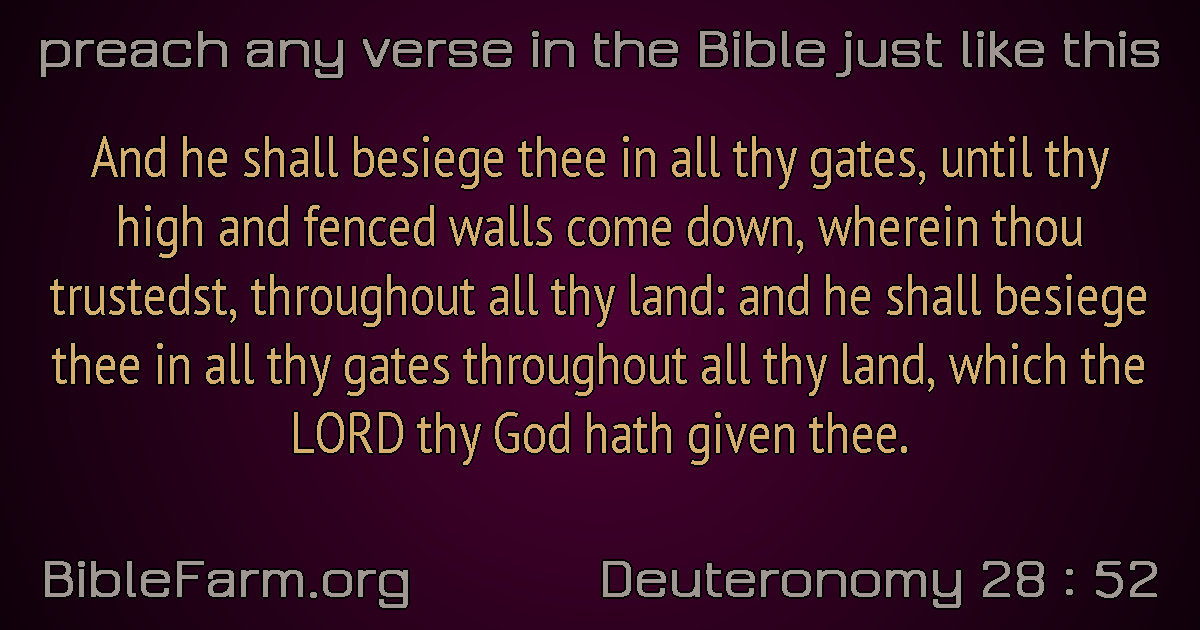 preach any verse in the Bible just like this
And he shall besiege thee in all thy gates, until thy
high and fenced walls come down, wherein thou
trustedst, throughout all thy land: and he shall besiege
thee in all thy gates throughout all thy land, which the
LORD thy God hath given thee.
BibleFarm.org
Deuteronomy 28 : 52